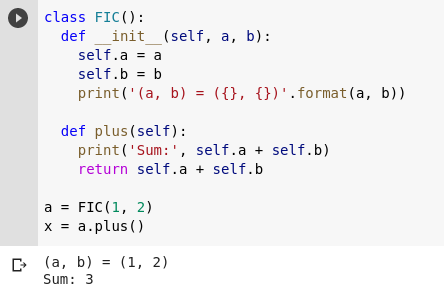 class FIC():
  def __init__(self, a, b):
    self.a = a
    self.b = b
    print('(a, b) = ({}, {})'.format(a, b))

  def plus(self):
    print('Sum:', self.a + self.b)
    return self.a + self.b

a = FIC(1, 2)
x = a.plus()
(a, b) = (1, 2)
Sum: 3